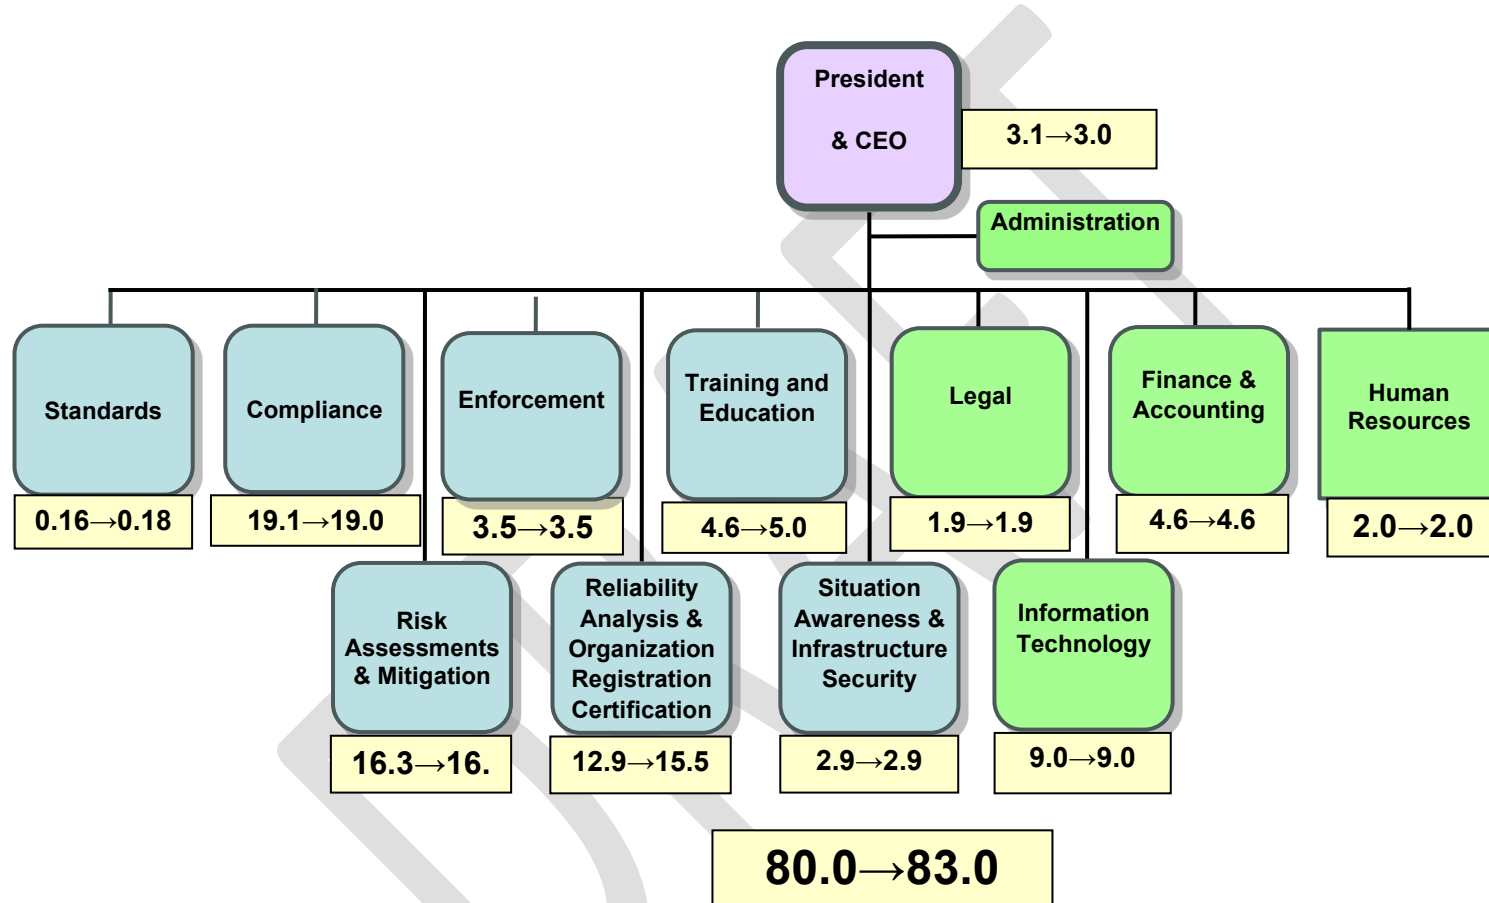 President
& CEO
3.1→3.0
Administration
Standards
0.16→0.18
Compliance
19.1→19.0
Enforcement
3.5→3.5
Training and
Education
4.6→5.0
Legal
1.9→1.9
Finance &
Accounting
4.6→4.6
Human
Resources
2.0→2.0
Risk
Assessments
& Mitigation
16.3→16.
Reliability
Analysis &
Organization
Registration
Certification
12.9→15.5
Situation
Awareness &
Infrastructure
Security
2.9→2.9
Information
Technology
9.0→9.0
80.0→83.0